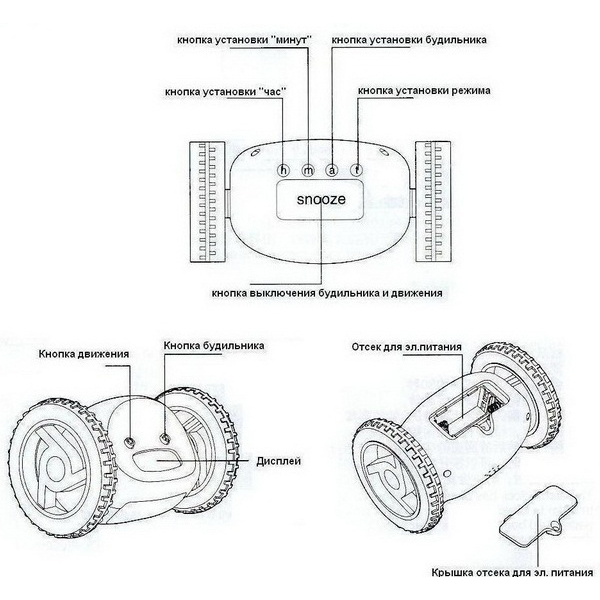 кнопка установки "минут"
кнопка установки будильника
кнопка установки "час"
кнопка установки режима
h m a t
snooze
кнопка выключения будильника и движения
Кнопка движения
Кнопка будильника
Отсек для эл.питания
Дисплей
Крышка отсека для эл. питания